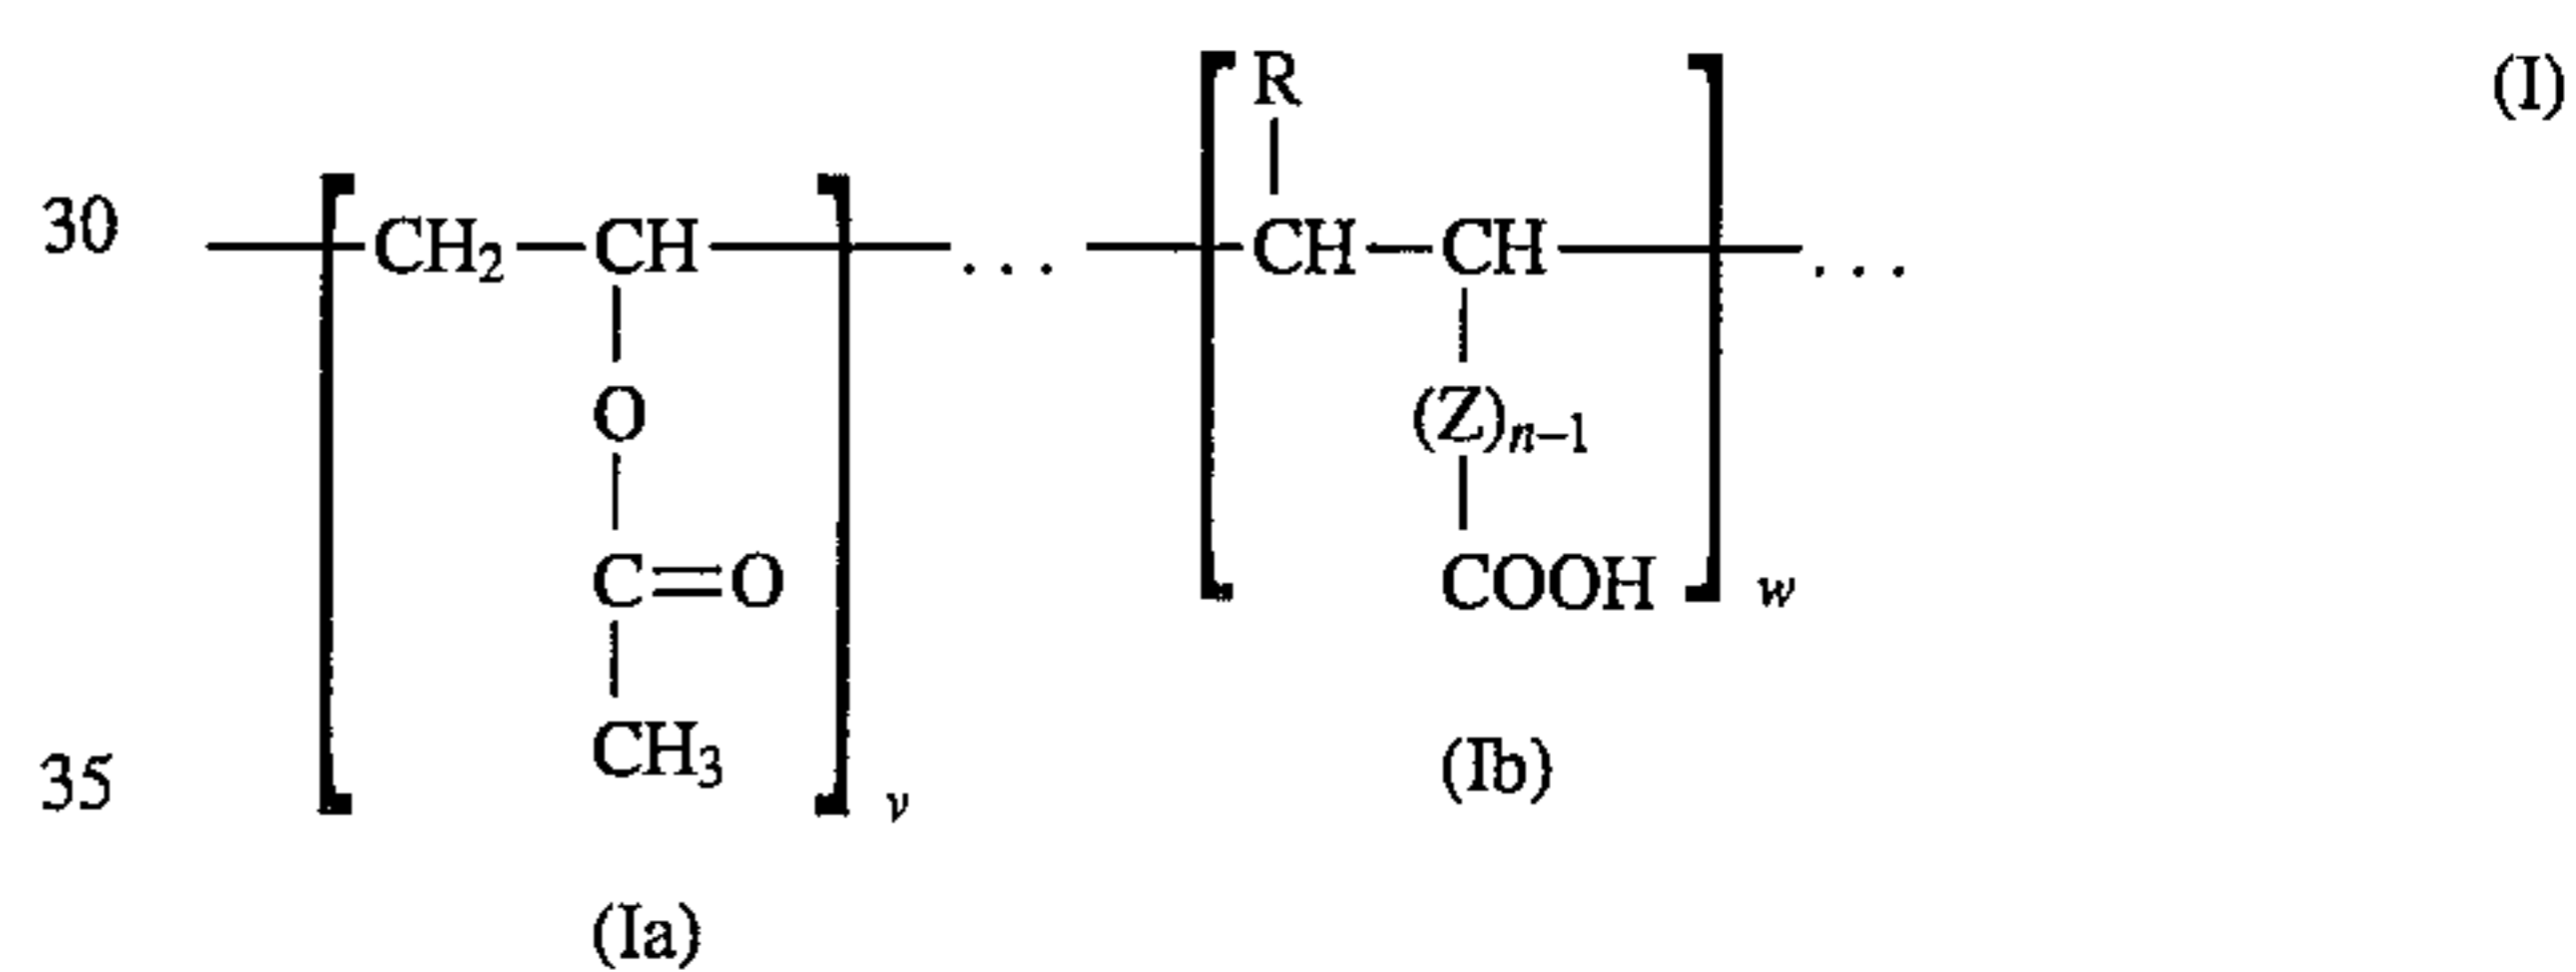 R (I)
30 CH₂—CH ... CH—CH ...
O (Z)ₙ₋₁
C=O COOH w
35 CH₃ v (Ib)
(Ia)